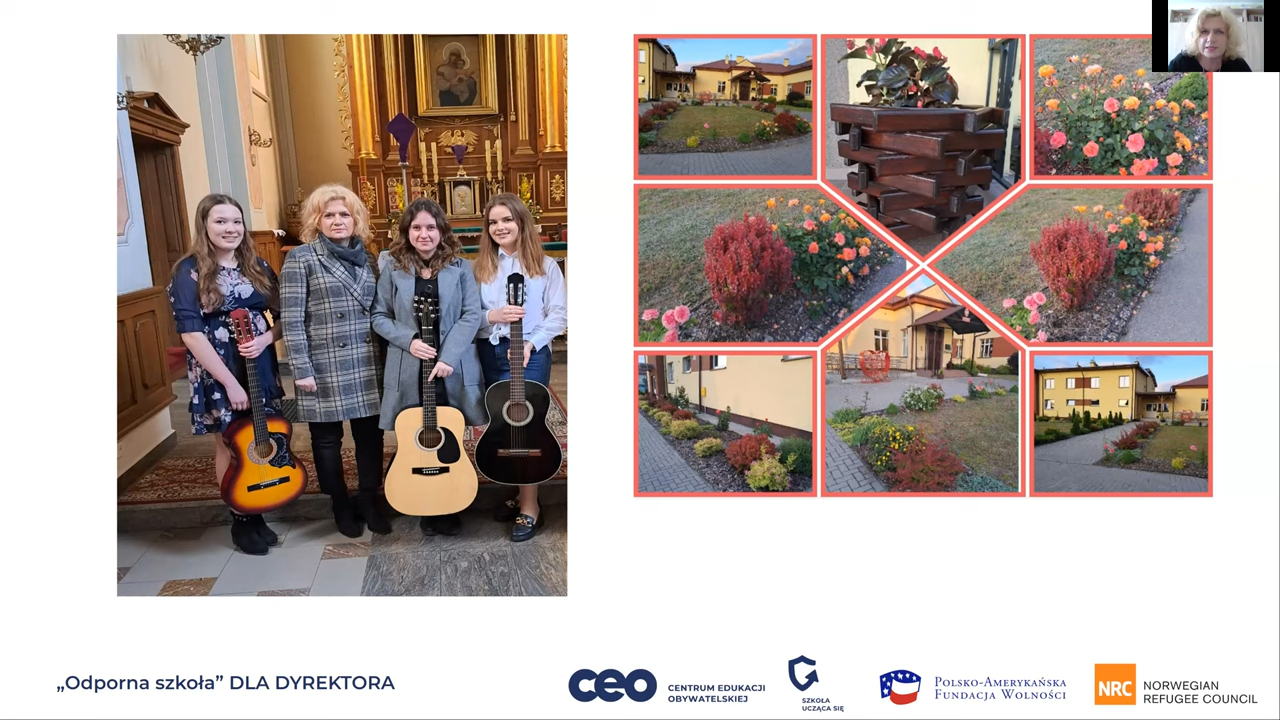 „Odporna szkoła” DLA DYREKTORA
ceo
CENTRUM EDUKACJI
OBYWATELSKIEJ
SZKOŁA
UCZĄCA SIĘ
POLSKO-AMERYKAŃSKA
FUNDACJA WOLNOŚCI
NRC
NORWEGIAN
REFUGEE COUNCIL